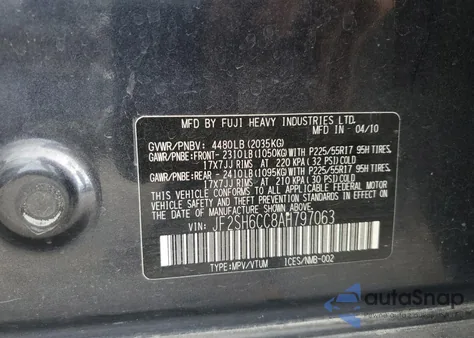 MFD BY FUJI HEAVY INDUSTRIES LTD.
MFD IN 04/10
GVWR/PNBV: 4480LB (2035KG)
GAWR/PNBE:FRONT- 2310LB (1050KG)WITH P225/55R17 95H TIRES,
17X7JJ RIMS AT 220 KPA (32 PSI)COLD
GAWR/PNBE:REAR - 2410LB (1095KG)WITH P225/55R17 95H TIRES,
17X7JJ RIMS AT 210 KPA (30 PSI)COLD
THIS VEHICLE CONFORMS TO ALL APPLICABLE FEDERAL
MOTOR VEHICLE SAFETY STANDARDS IN EFFECT ON THE
DATE OF MANUFACTURE SHOWN ABOVE.
VIN: JF2SH6CC8AH797063
TYPE:MPV/VTUM 1CES/NMB-002
autoSnap